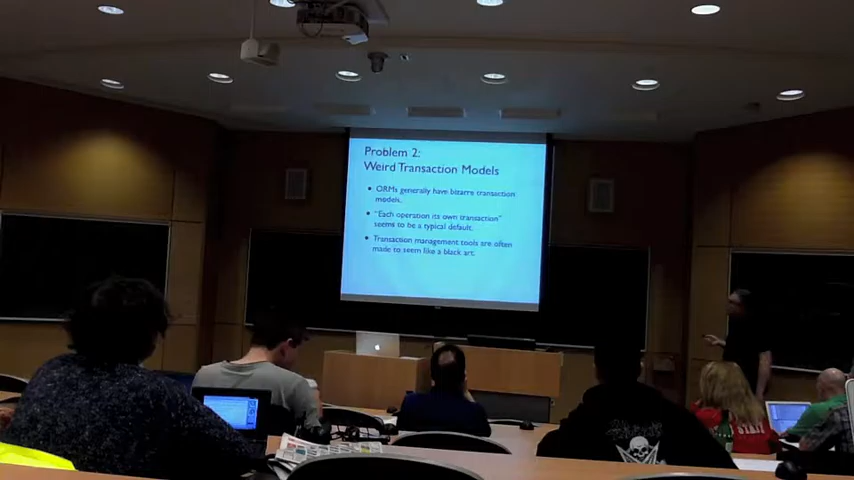 Problem 2:
Weird Transaction Models
• ORMs generally have bizarre transaction
models.
• "Each operation its own transaction"
seems to be a typical default.
• Transaction management tools are often
made to seem like a black art.